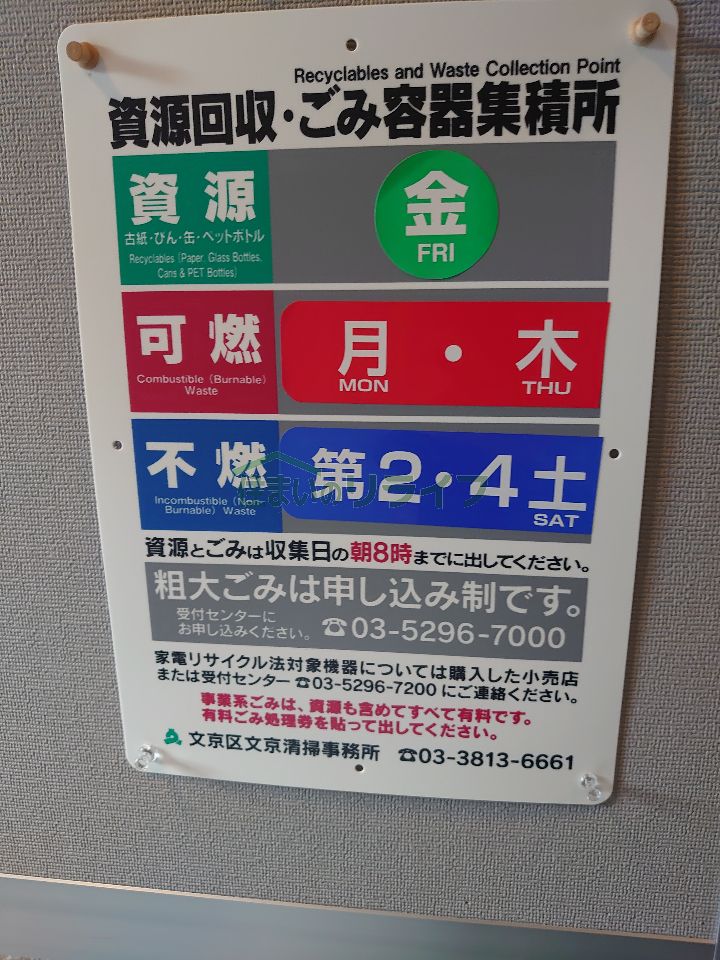 Recyclables and Waste Collection Point
資源回収・ごみ容器集積所
資源
古紙・びん・缶・ペットボトル
Recyclables (Paper, Glass Bottles,
Cans & PET Bottles)
金
FRI
可燃
Combustible (Burnable)
Waste
月・木
MON THU
不燃
Incombustible (Non-
Burnable) Waste
第2・4土
SAT
住まいのリライフ
資源とごみは収集日の朝8時までに出してください。
粗大ごみは申し込み制です。
受付センターに
お申し込みください。 ☎03-5296-7000
家電リサイクル法対象機器については購入した小売店
または受付センター ☎03-5296-7200 にご連絡ください。
事業系ごみは、資源も含めてすべて有料です。
有料ごみ処理券を貼って出してください。
文京区文京清掃事務所 ☎03-3813-6661